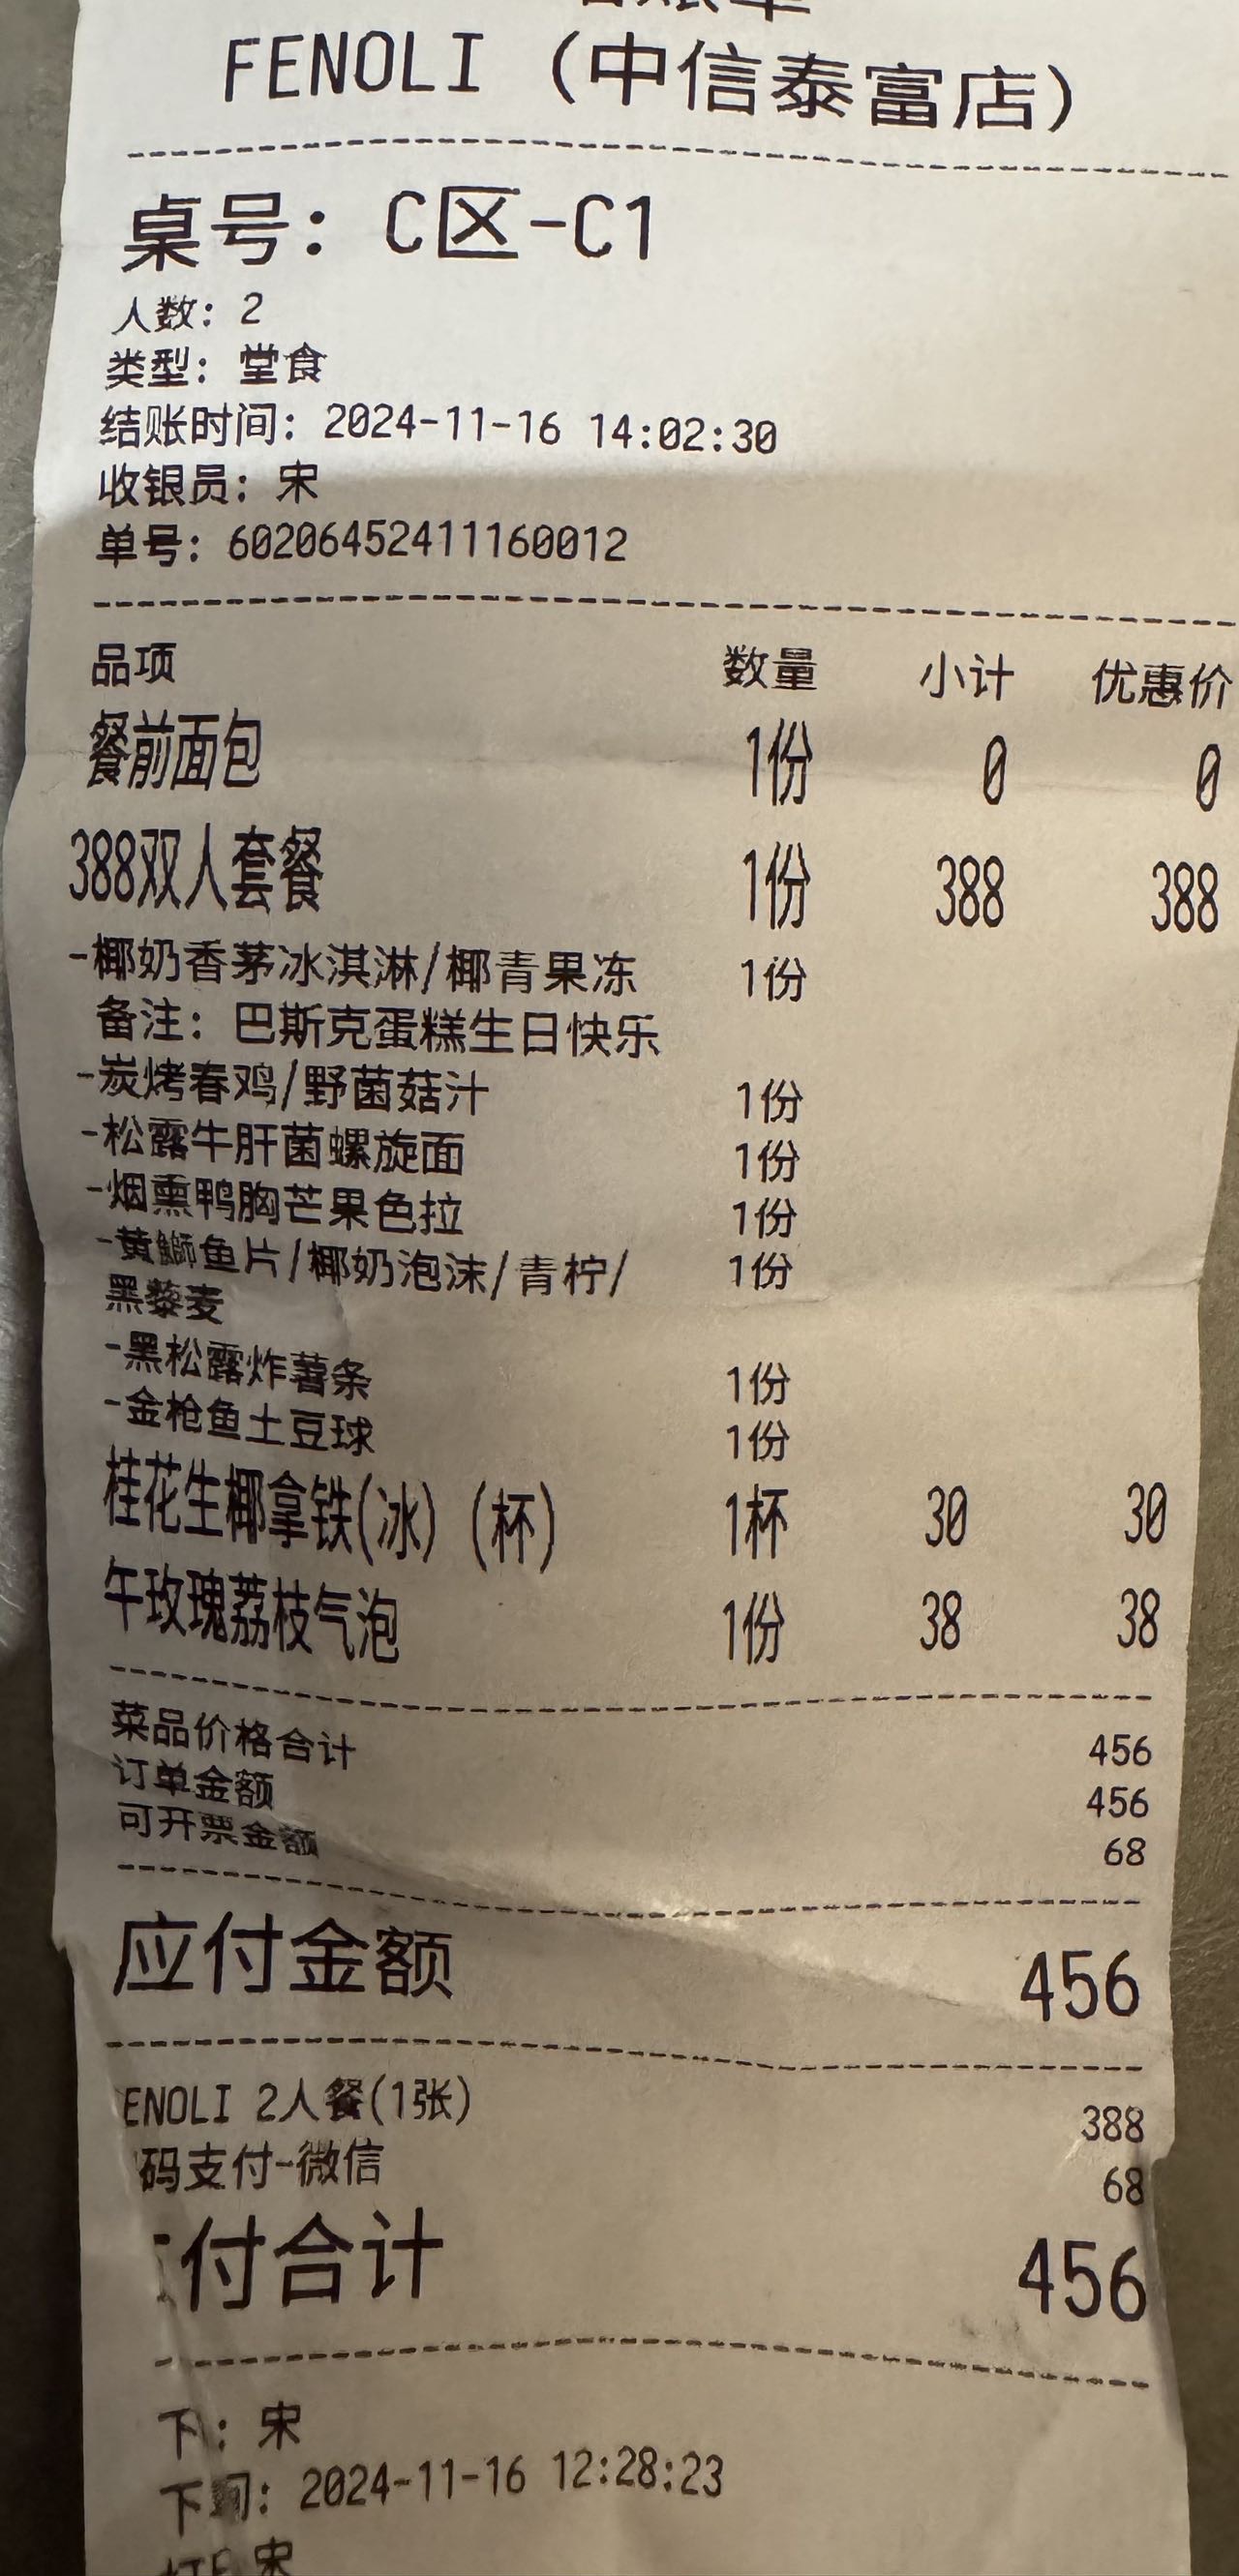 FENOLI (中信泰富店)
桌号: C区-C1
人数: 2
类型: 堂食
结账时间: 2024-11-16 14:02:30
收银员: 宋
单号: 60206452411160012
品项 数量 小计 优惠价
餐前面包 1份 0 0
388双人套餐 1份 388 388
-椰奶香茅冰淇淋/椰青果冻 1份
备注: 巴斯克蛋糕生日快乐
-炭烤春鸡/野菌菇汁 1份
-松露牛肝菌螺旋面 1份
-烟熏鸭胸芒果色拉 1份
-黄鰤鱼片/椰奶泡沫/青柠/ 1份
黑藜麦
-黑松露炸薯条 1份
-金枪鱼土豆球 1份
桂花生椰拿铁(冰) (杯) 1杯 30 30
午玫瑰荔枝气泡 1份 38 38
菜品价格合计 456
订单金额 456
可开票金额 68
应付金额 456
ENOLI 2人餐(1张) 388
码支付-微信 68
付合计 456
下: 宋
下间: 2024-11-16 12:28:23
宋